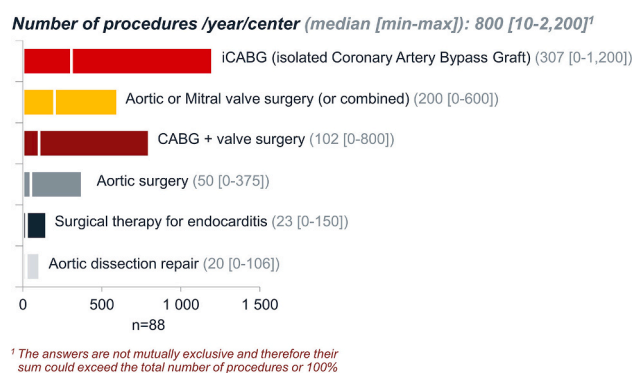 Number of procedures /year/center (median [min-max]): 800 [10-2,200]¹
iCABG (isolated Coronary Artery Bypass Graft) (307 [0-1,200])
Aortic or Mitral valve surgery (or combined) (200 [0-600])
CABG + valve surgery (102 [0-800])
Aortic surgery (50 [0-375])
Surgical therapy for endocarditis (23 [0-150])
Aortic dissection repair (20 [0-106])
0 500 1 000 1 500
n=88
¹ The answers are not mutually exclusive and therefore their
sum could exceed the total number of procedures or 100%